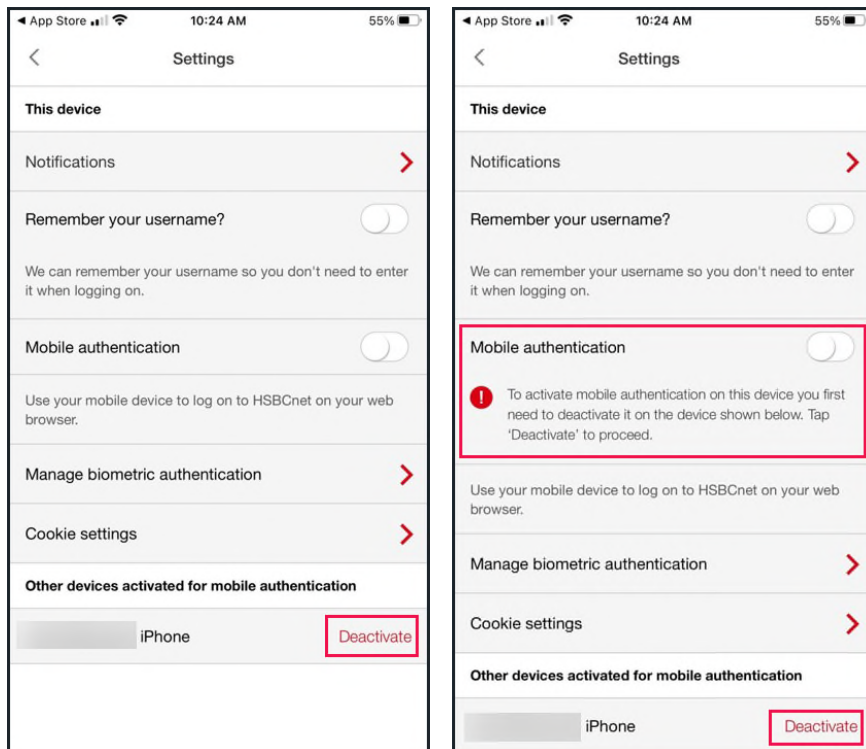 App Store
10:24 AM
55%
Settings
This device
Notifications
Remember your username?
We can remember your username so you don't need to enter
it when logging on.
Mobile authentication
Use your mobile device to log on to HSBCnet on your web
browser.
Manage biometric authentication
Cookie settings
Other devices activated for mobile authentication
iPhone
Deactivate
App Store
10:24 AM
55%
Settings
This device
Notifications
Remember your username?
We can remember your username so you don't need to enter
it when logging on.
Mobile authentication
!
To activate mobile authentication on this device you first
need to deactivate it on the device shown below. Tap
'Deactivate' to proceed.
Use your mobile device to log on to HSBCnet on your web
browser.
Manage biometric authentication
Cookie settings
Other devices activated for mobile authentication
iPhone
Deactivate